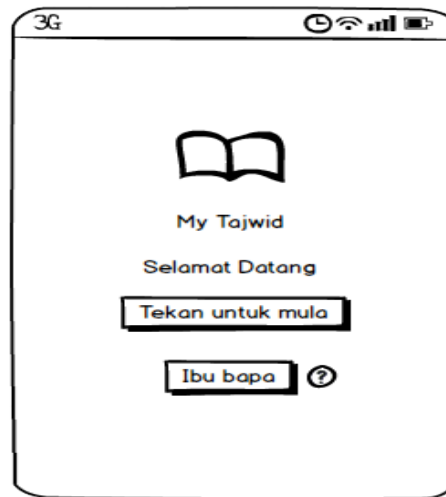 3G
My Tajwid
Selamat Datang
Tekan untuk mula
Ibu bapa ?